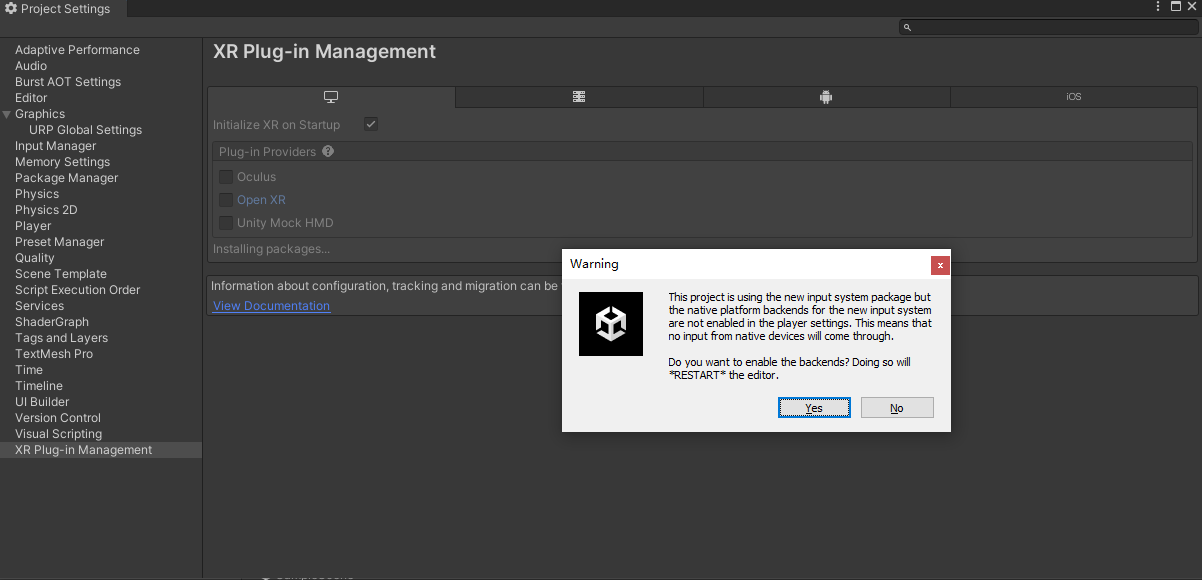 Project Settings
Adaptive Performance
Audio
Burst AOT Settings
Editor
Graphics
URP Global Settings
Input Manager
Memory Settings
Package Manager
Physics
Physics 2D
Player
Preset Manager
Quality
Scene Template
Script Execution Order
Services
ShaderGraph
Tags and Layers
TextMesh Pro
Time
Timeline
UI Builder
Version Control
Visual Scripting
XR Plug-in Management
XR Plug-in Management
iOS
Initialize XR on Startup
Plug-in Providers
Oculus
Open XR
Unity Mock HMD
Installing packages...
Information about configuration, tracking and migration can be
View Documentation
Warning
This project is using the new input system package but
the native platform backends for the new input system
are not enabled in the player settings. This means that
no input from native devices will come through.
Do you want to enable the backends? Doing so will
*RESTART* the editor.
Yes
No